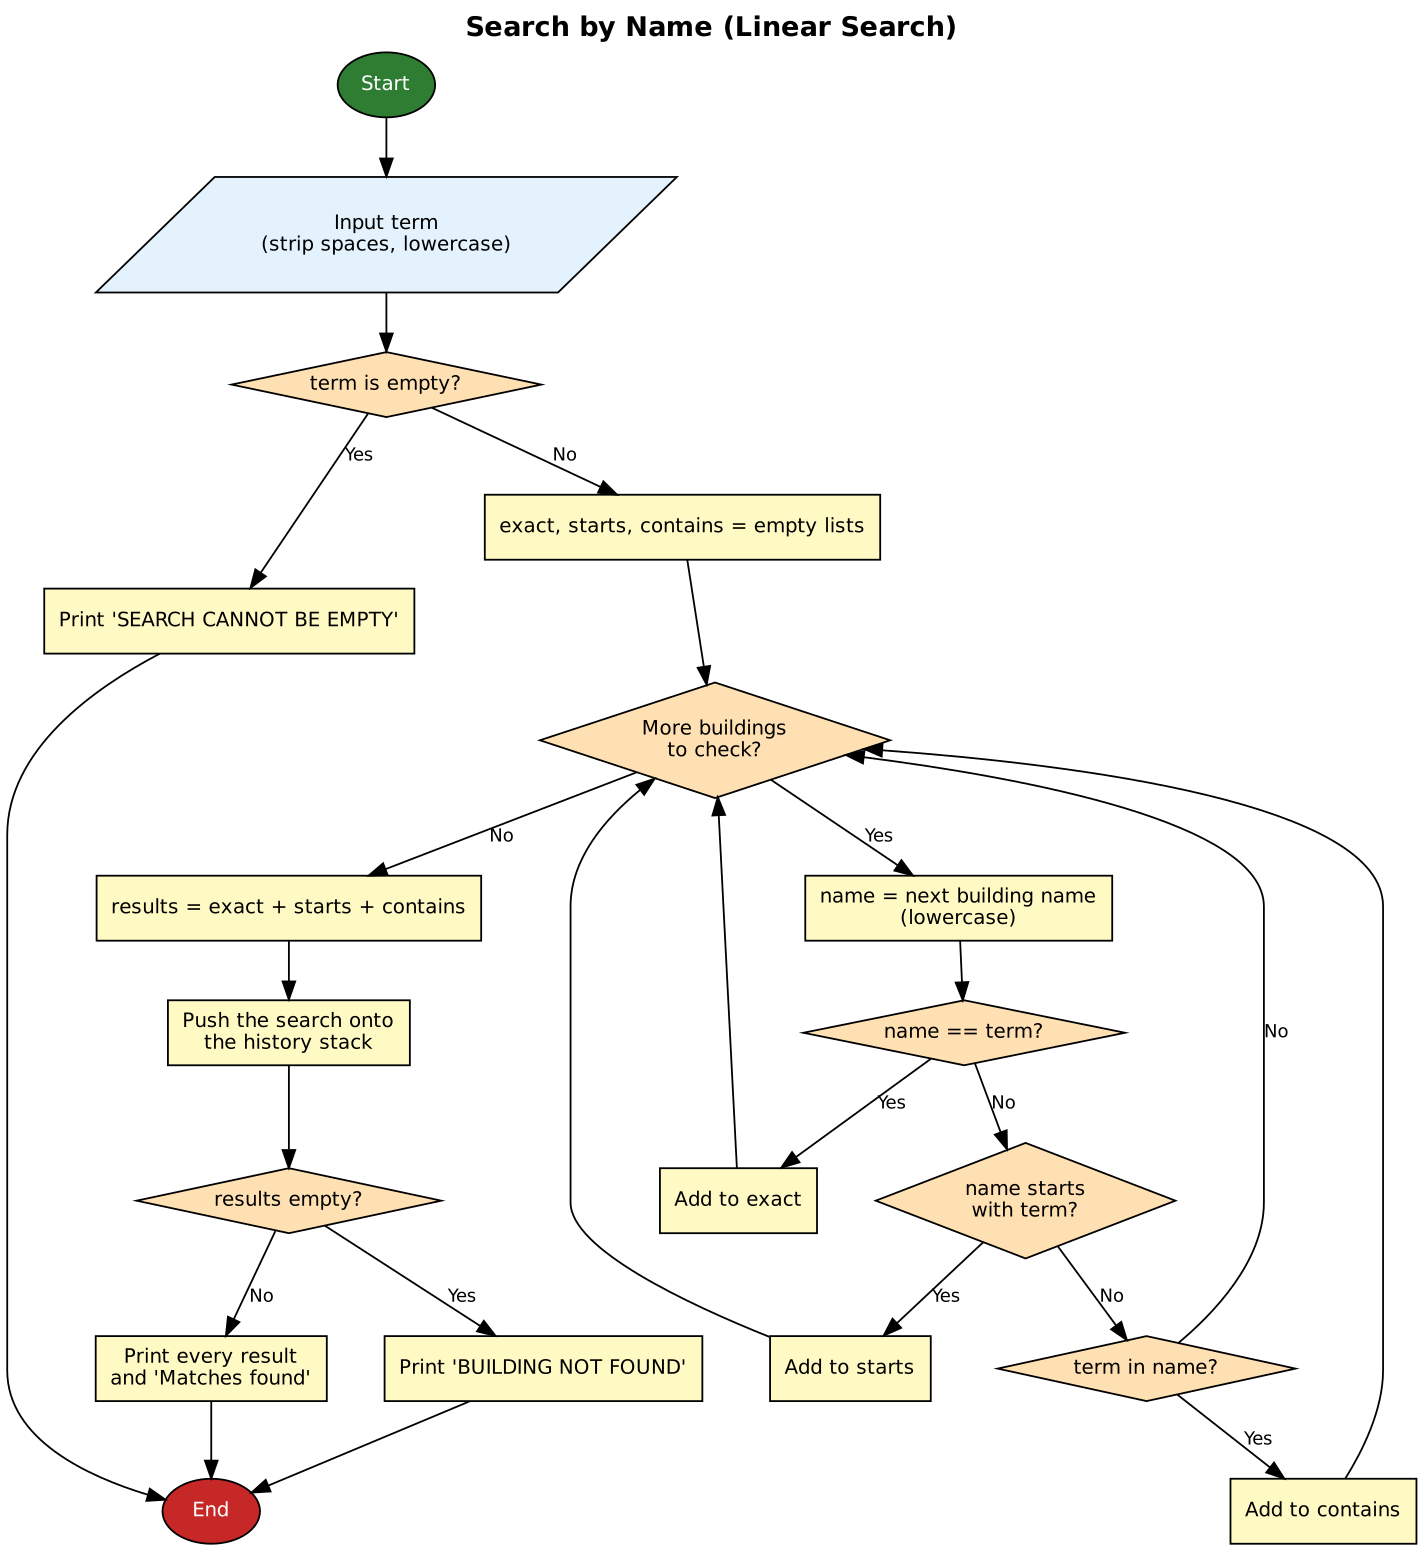 Search by Name (Linear Search)
Start
Input term
(strip spaces, lowercase)
term is empty?
Yes
No
exact, starts, contains = empty lists
Print 'SEARCH CANNOT BE EMPTY'
More buildings
to check?
No
Yes
results = exact + starts + contains
name = next building name
(lowercase)
Push the search onto
the history stack
name == term?
No
Yes
No
results empty?
Add to exact
name starts
with term?
No
Yes
Yes
No
Print every result
and 'Matches found'
Print 'BUILDING NOT FOUND'
Add to starts
term in name?
Yes
End
Add to contains